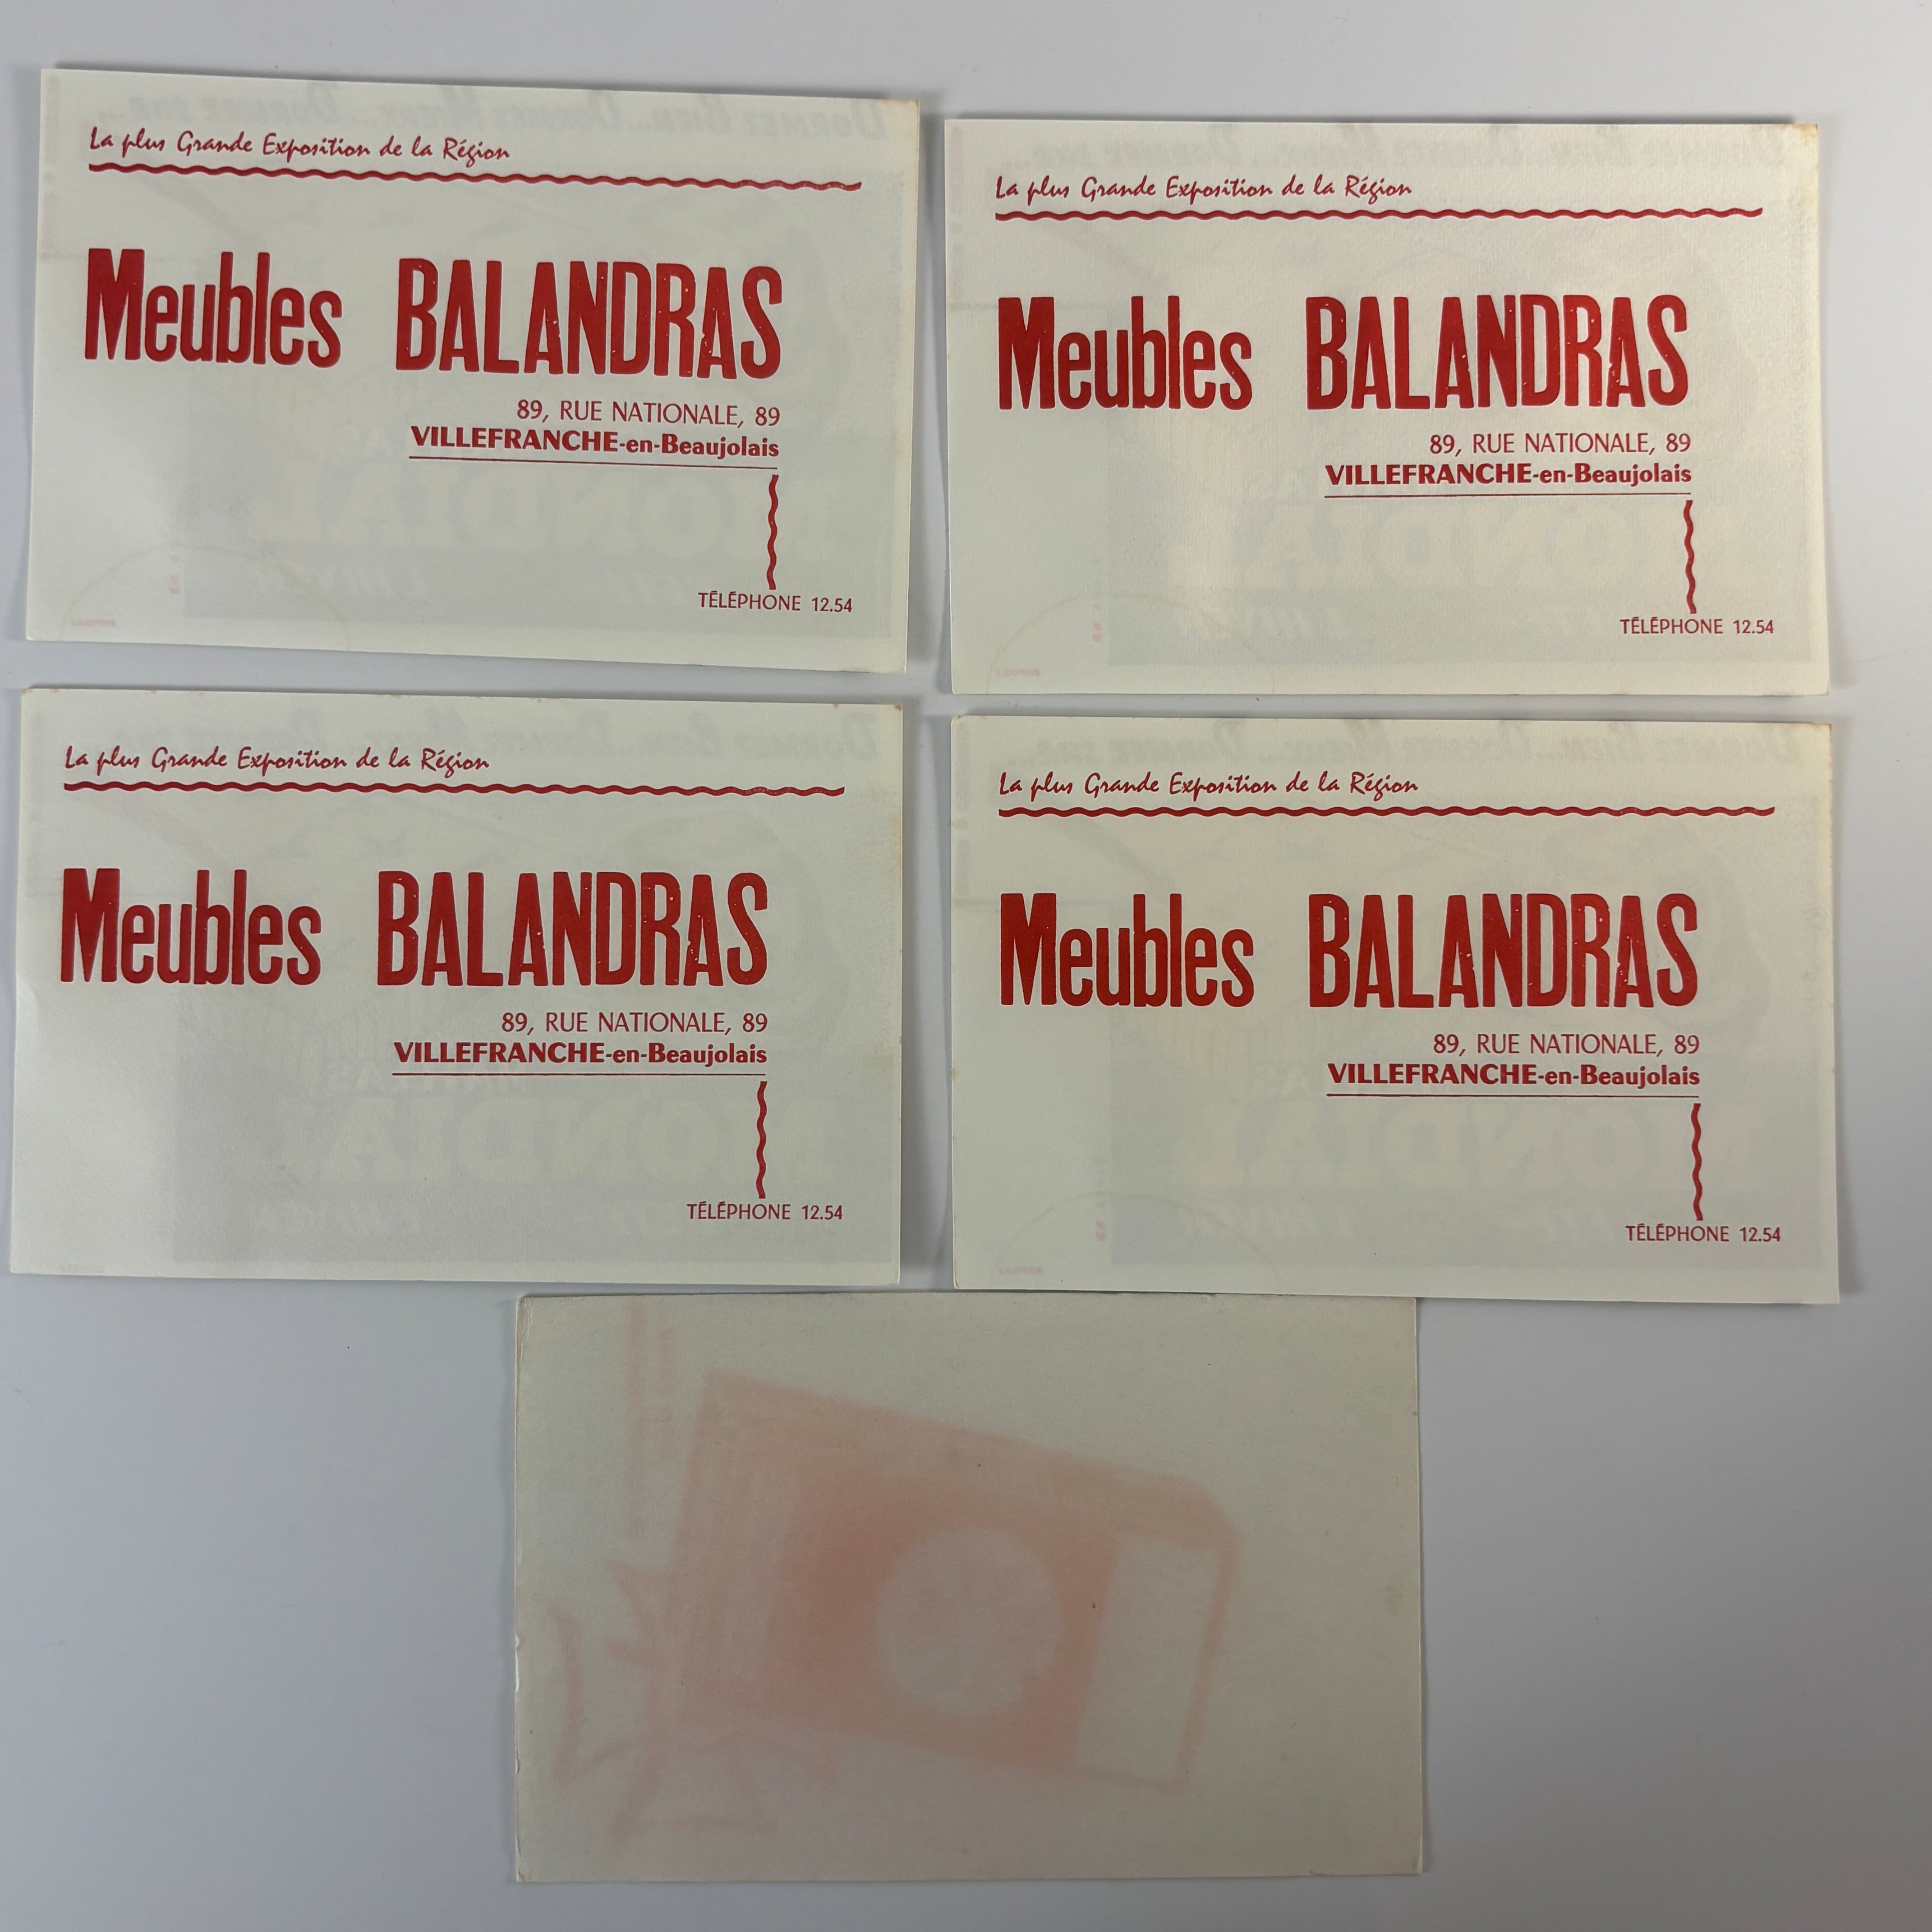 La plus Grande Exposition de la Région
Meubles BALANDRAS
89, RUE NATIONALE, 89
VILLEFRANCHE-en-Beaujolais
TÉLÉPHONE 12.54
La plus Grande Exposition de la Région
Meubles BALANDRAS
89, RUE NATIONALE, 89
VILLEFRANCHE-en-Beaujolais
TÉLÉPHONE 12.54
La plus Grande Exposition de la Région
Meubles BALANDRAS
89, RUE NATIONALE, 89
VILLEFRANCHE-en-Beaujolais
TÉLÉPHONE 12.54
La plus Grande Exposition de la Région
Meubles BALANDRAS
89, RUE NATIONALE, 89
VILLEFRANCHE-en-Beaujolais
TÉLÉPHONE 12.54